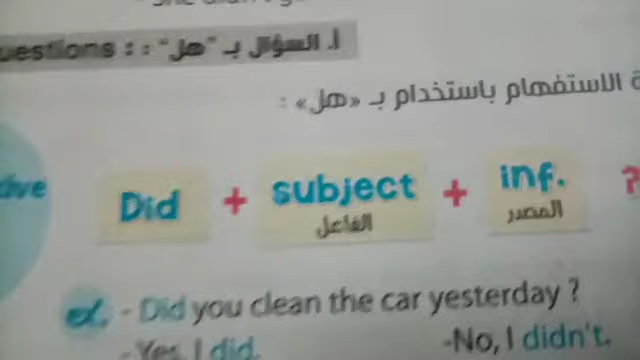 uestions : : "هل" أ. السؤال بـ
ة الاستفهام باستخدام بـ «هل» :
Did + subject + inf. ?
الفاعل المصدر
ex. - Did you clean the car yesterday ?
- Yes, I did. -No, I didn't.